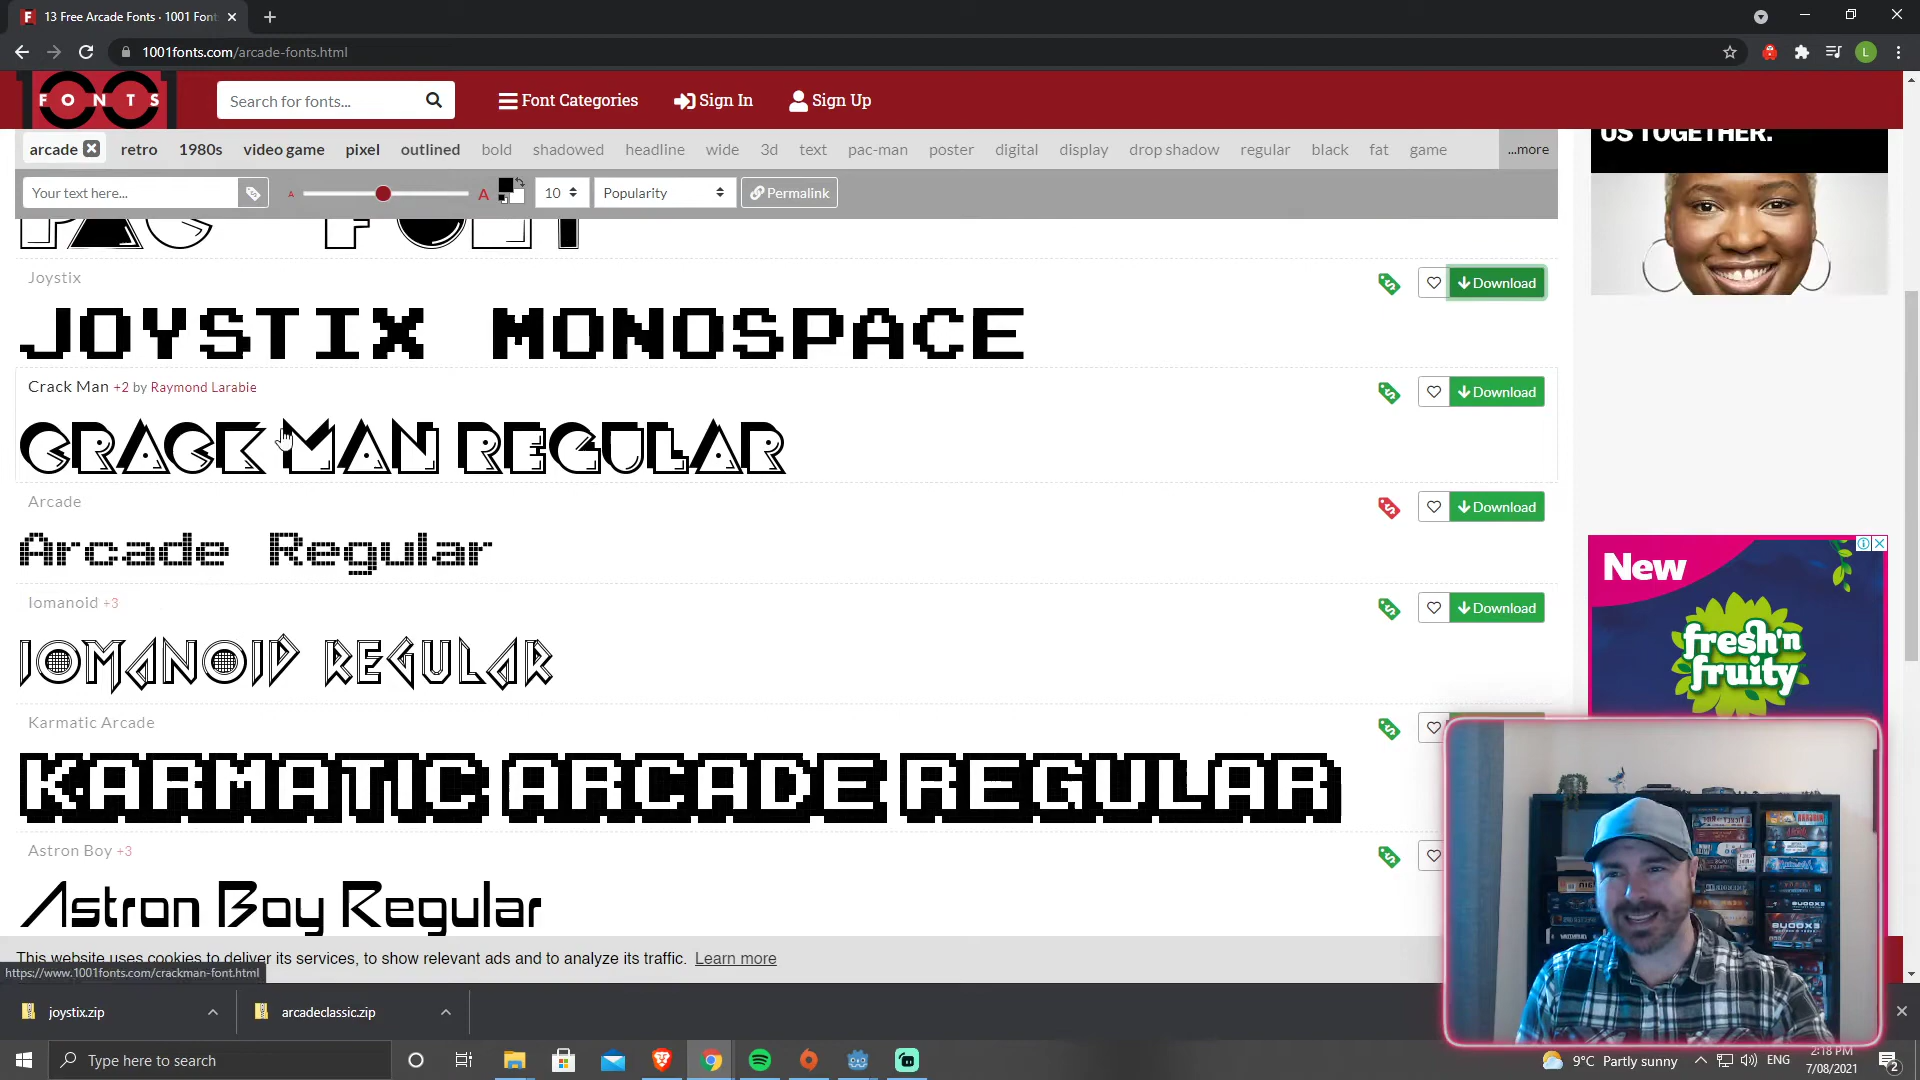 13 Free Arcade Fonts · 1001 Font
1001fonts.com/arcade-fonts.html
L
1001
FONTS
Search for fonts...
Font Categories
Sign In
Sign Up
US TOGETHER.
arcade
retro
1980s
video game
pixel
outlined
bold
shadowed
headline
wide
3d
text
pac-man
poster
digital
display
drop shadow
regular
black
fat
game
...more
Your text here...
A
A
10
Popularity
Permalink
PAC FONT
Joystix
Download
JOYSTIX MONOSPACE
Crack Man +2 by Raymond Larabie
Download
CRACK MAN REGULAR
Arcade
Download
Arcade Regular
Iomanoid +3
Download
IOMANOID REGULAR
Karmatic Arcade
KARMATIC ARCADE REGULAR
Astron Boy +3
Astron Boy Regular
New
fresh'n
fruity
This website uses cookies to deliver its services, to show relevant ads and to analyze its traffic. Learn more
https://www.1001fonts.com/crackman-font.html
joystix.zip
arcadeclassic.zip
Type here to search
9°C Partly sunny
ENG
2:18 PM
7/08/2021
2